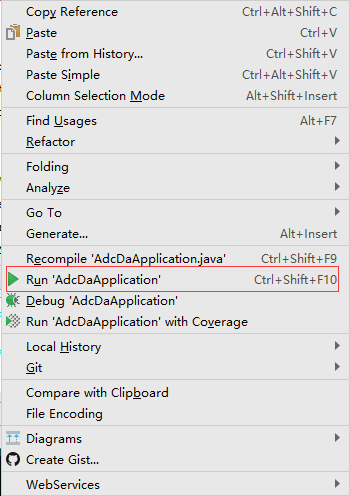 Copy Reference Ctrl+Alt+Shift+C
Paste Ctrl+V
Paste from History... Ctrl+Shift+V
Paste Simple Ctrl+Alt+Shift+V
Column Selection Mode Alt+Shift+Insert
Find Usages Alt+F7
Refactor
Folding
Analyze
Go To
Generate... Alt+Insert
Recompile 'AdcDaApplication.java' Ctrl+Shift+F9
Run 'AdcDaApplication' Ctrl+Shift+F10
Debug 'AdcDaApplication'
Run 'AdcDaApplication' with Coverage
Local History
Git
Compare with Clipboard
File Encoding
Diagrams
Create Gist...
WebServices